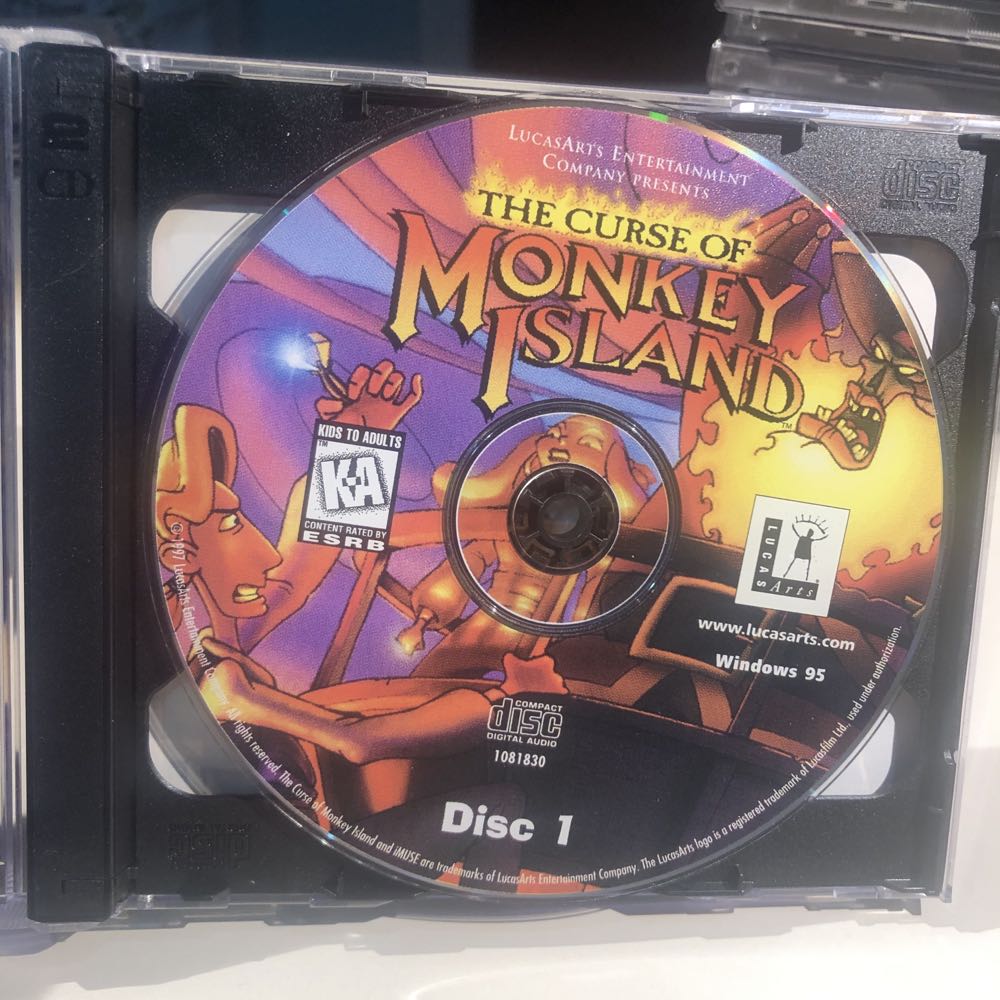 LUCASARTS ENTERTAINMENT
COMPANY PRESENTS
THE CURSE OF
MONKEY
ISLAND
TM
KIDS TO ADULTS
TM
K-A
CONTENT RATED BY
ESRB
LUCAS
Arts
www.lucasarts.com
Windows 95
COMPACT
disc
DIGITAL AUDIO
1081830
Disc 1
© 1997 LucasArts Entertainment Company. All rights reserved. The Curse of Monkey Island and iMUSE are trademarks of LucasArts Entertainment Company. The LucasArts logo is a registered trademark of Lucasfilm Ltd., used under authorization.
disc
2
CD